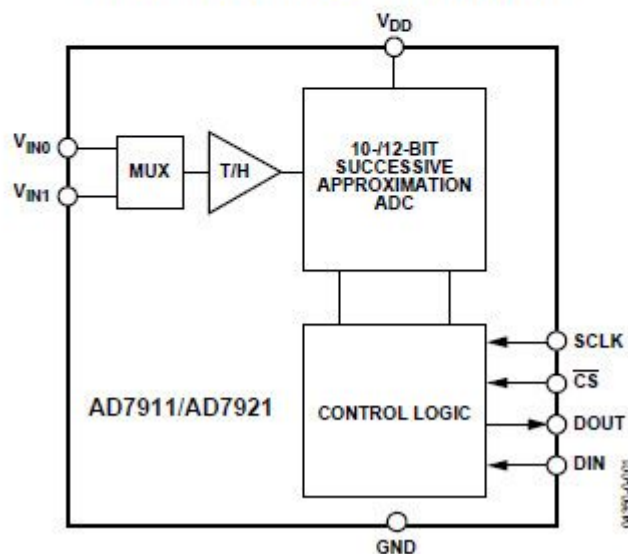 VDD
VIN0
VIN1
MUX
T/H
10-/12-BIT
SUCCESSIVE
APPROXIMATION
ADC
SCLK
CS
DOUT
DIN
AD7911/AD7921
CONTROL LOGIC
GND